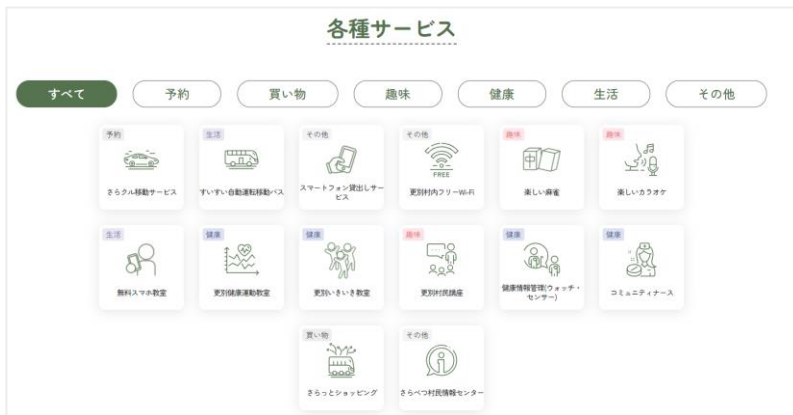 各種サービス
すべて
予約
買い物
趣味
健康
生活
その他
予約
さらクル移動サービス
生活
すいすい自動運転移動バス
その他
スマートフォン貸出しサー
ビス
その他
FREE
更別村内フリーWi-Fi
趣味
中
楽しい麻雀
趣味
楽しいカラオケ
生活
無料スマホ教室
健康
更別健康運動教室
健康
更別いきいき教室
趣味
更別村民講座
健康
健康情報管理(ウォッチ・
センサー)
健康
コミュニティナース
買い物
さらっとショッピング
その他
さらべつ村民情報センター